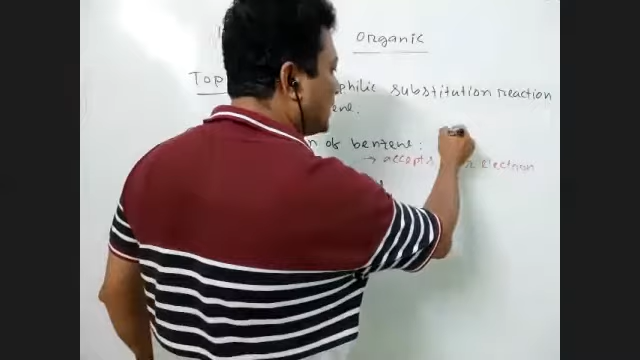 Organic
Top
philic substitution reaction
ene.
n of benzene:
→ accepts electron